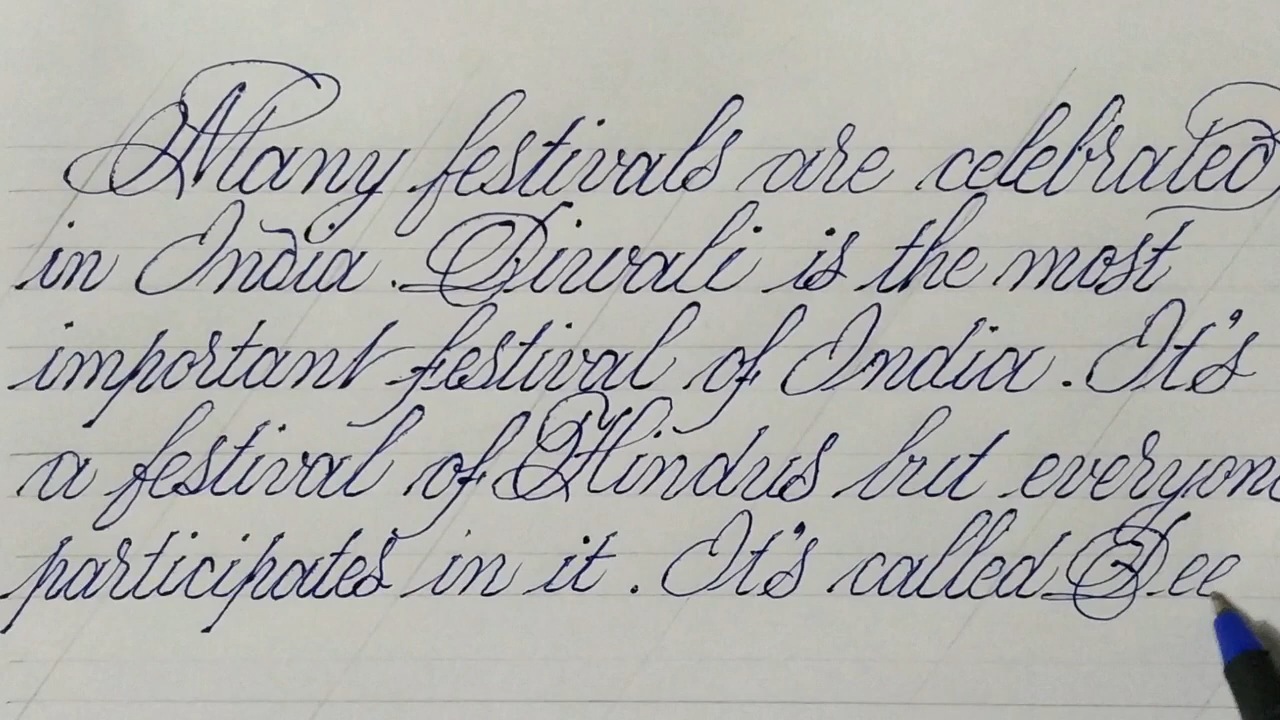 Many festivals are celebrated
in India. Diwali is the most
important festival of India. It's
a festival of Hindus but everyon
participates in it. It's called Dee